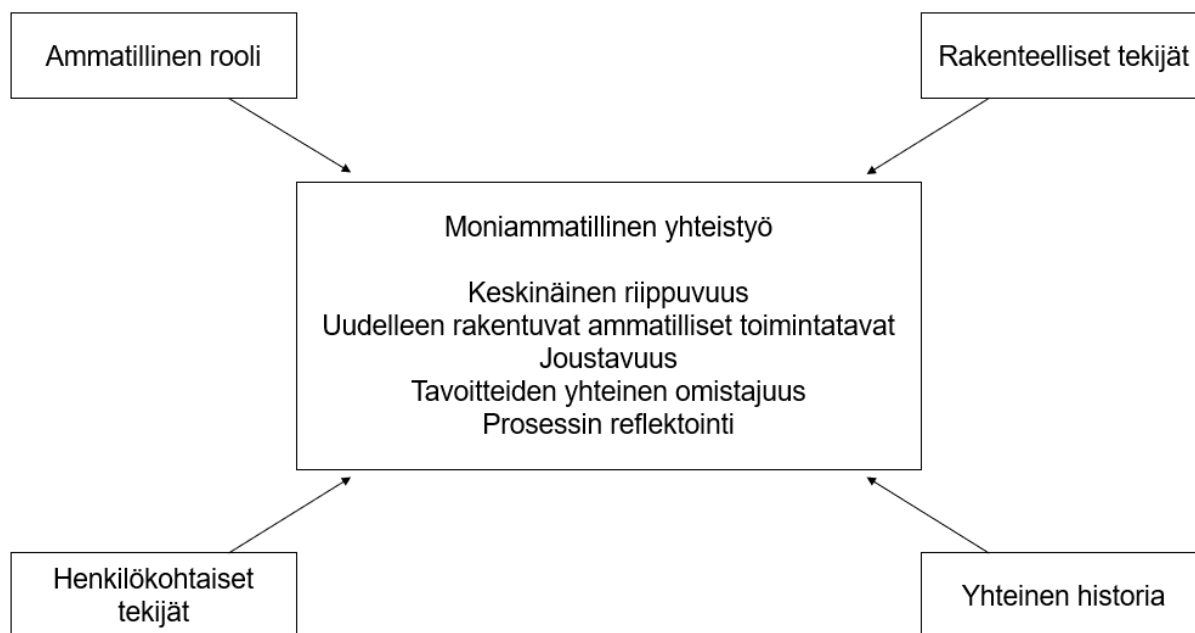 Ammatillinen rooli
Rakenteelliset tekijät
Moniammatillinen yhteistyö
Keskinäinen riippuvuus
Uudelleen rakentuvat ammatilliset toimintatavat
Joustavuus
Tavoitteiden yhteinen omistajuus
Prosessin reflektointi
Henkilökohtaiset
tekijät
Yhteinen historia